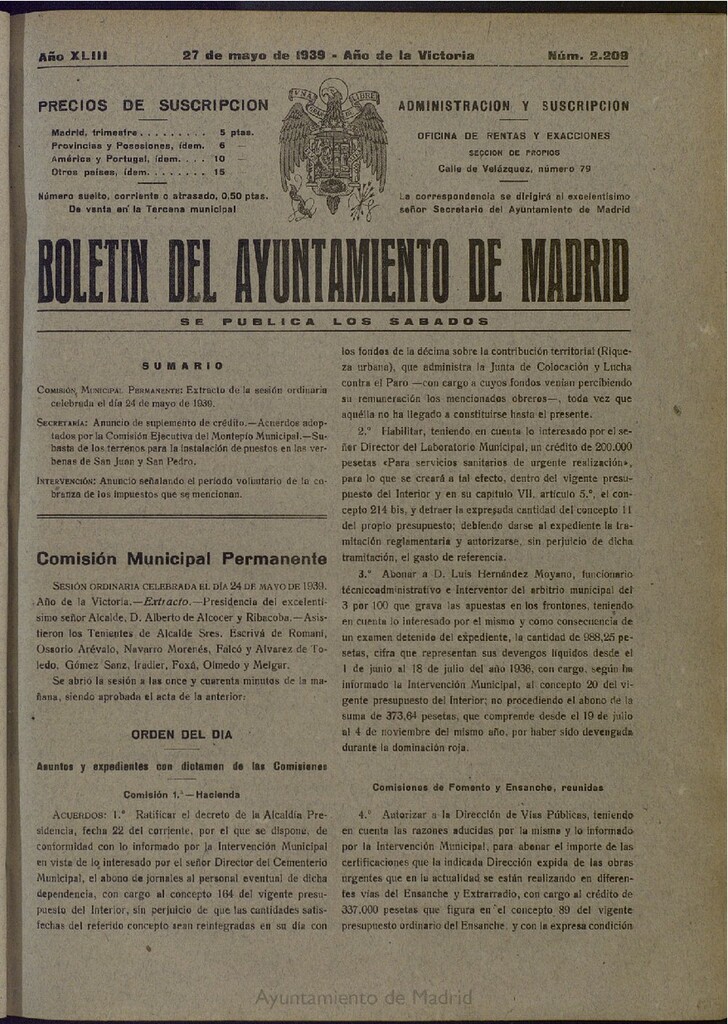 Año XLIII 27 de mayo de 1939 - Año de la Victoria Núm. 2.209
PRECIOS DE SUSCRIPCION
Madrid, trimestre . . . . . . . . . 5 ptas.
Provincias y Posesiones, ídem. 6 —
América y Portugal, ídem. . . . 10 —
Otros países, ídem. . . . . . . . 15
Número suelto, corriente o atrasado, 0,50 ptas.
De venta en la Tercena municipal
UNA LIBRE
ADMINISTRACION Y SUSCRIPCION
OFICINA DE RENTAS Y EXACCIONES
SECCION DE PROPIOS
Calle de Velázquez, número 79
La correspondencia se dirigirá al excelentísimo
señor Secretario del Ayuntamiento de Madrid
BOLETIN DEL AYUNTAMIENTO DE MADRID
SE PUBLICA LOS SABADOS
SUMARIO
COMISIÓN MUNICIPAL PERMANENTE: Extracto de la sesión ordinaria
celebrada el día 24 de mayo de 1939.
SECRETARÍA: Anuncio de suplemento de crédito.—Acuerdos adop-
tados por la Comisión Ejecutiva del Montepío Municipal.—Su-
basta de los terrenos para la instalación de puestos en las ver-
benas de San Juan y San Pedro.
INTERVENCIÓN: Anuncio señalando el período voluntario de la co-
branza de los impuestos que se mencionan.
Comisión Municipal Permanente
SESIÓN ORDINARIA CELEBRADA EL DÍA 24 DE MAYO DE 1939.
Año de la Victoria.—Extracto.—Presidencia del excelentí-
simo señor Alcalde, D. Alberto de Alcocer y Ribacoba.—Asis-
tieron los Tenientes de Alcalde Sres. Escrivá de Romaní,
Ossorio Arévalo, Navarro Morenés, Falcó y Alvarez de To-
ledo, Gómez Sanz, Iradier, Foxá, Olmedo y Melgar.
Se abrió la sesión a las once y cuarenta minutos de la ma-
ñana, siendo aprobada el acta de la anterior:
ORDEN DEL DIA
Asuntos y expedientes con dictamen de las Comisiones
Comisión 1.ª—Hacienda
ACUERDOS: 1.º Ratificar el decreto de la Alcaldía Pre-
sidencia, fecha 22 del corriente, por el que se dispone, de
conformidad con lo informado por la Intervención Municipal
en vista de lo interesado por el señor Director del Cementerio
Municipal, el abono de jornales al personal eventual de dicha
dependencia, con cargo al concepto 164 del vigente presu-
puesto del Interior, sin perjuicio de que las cantidades satis-
fechas del referido concepto sean reintegradas en su día con
los fondos de la décima sobre la contribución territorial (Rique-
za urbana), que administra la Junta de Colocación y Lucha
contra el Paro —con cargo a cuyos fondos venían percibiendo
su remuneración los mencionados obreros—, toda vez que
aquélla no ha llegado a constituirse hasta el presente.
2.º Habilitar, teniendo en cuenta lo interesado por el se-
ñor Director del Laboratorio Municipal, un crédito de 200.000
pesetas «Para servicios sanitarios de urgente realización»,
para lo que se creará a tal efecto, dentro del vigente presu-
puesto del Interior y en su capítulo VII, artículo 5.º, el con-
cepto 214 bis, y detraer la expresada cantidad del concepto 11
del propio presupuesto; debiendo darse al expediente la tra-
mitación reglamentaria y autorizarse, sin perjuicio de dicha
tramitación, el gasto de referencia.
3.º Abonar a D. Luis Hernández Moyano, funcionario
técnicoadministrativo e Interventor del arbitrio municipal del
3 por 100 que grava las apuestas en los frontones, teniendo
en cuenta lo interesado por el mismo y como consecuencia de
un examen detenido del expediente, la cantidad de 988,25 pe-
setas, cifra que representan sus devengos líquidos desde el
1 de junio al 18 de julio del año 1936, con cargo, según ha
informado la Intervención Municipal, al concepto 20 del vi-
gente presupuesto del Interior; no procediendo el abono de la
suma de 373,64 pesetas, que comprende desde el 19 de julio
al 4 de noviembre del mismo año, por haber sido devengada
durante la dominación roja.
Comisiones de Fomento y Ensanche, reunidas
4.º Autorizar a la Dirección de Vías Públicas, teniendo
en cuenta las razones aducidas por la misma y lo informado
por la Intervención Municipal, para abonar el importe de las
certificaciones que la indicada Dirección expida de las obras
urgentes que en la actualidad se están realizando en diferen-
tes vías del Ensanche y Extrarradio, con cargo al crédito de
337.000 pesetas que figura en el concepto 89 del vigente
presupuesto ordinario del Ensanche, y con la expresa condición
Ayuntamiento de Madrid